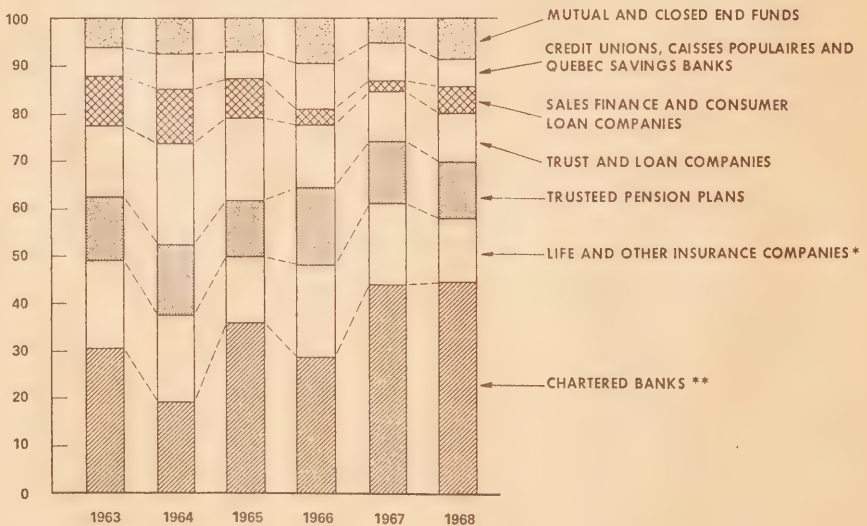 100
90
80
70
60
50
40
30
20
10
0
1963 1964 1965 1966 1967 1968
MUTUAL AND CLOSED END FUNDS
CREDIT UNIONS, CAISSES POPULAIRES AND
QUEBEC SAVINGS BANKS
SALES FINANCE AND CONSUMER
LOAN COMPANIES
TRUST AND LOAN COMPANIES
TRUSTEED PENSION PLANS
LIFE AND OTHER INSURANCE COMPANIES *
CHARTERED BANKS **